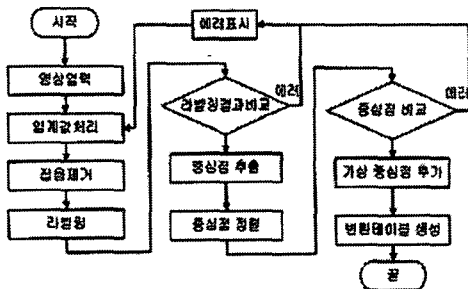 시작
영상입력
임계값처리
잡음제거
라벨링
에러표시
라벨링결과비교
에러
중심점 추출
중심점 정렬
중심점 비교
에러
가상 중심점 추가
변환테이블 생성
끝